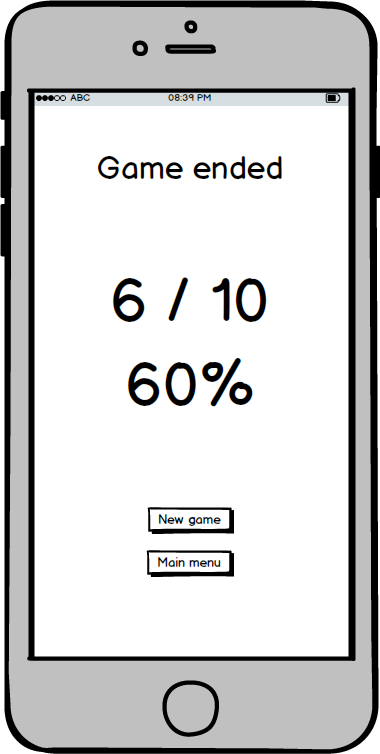 ABC 08:39 PM
Game ended
6 / 10
60%
New game
Main menu